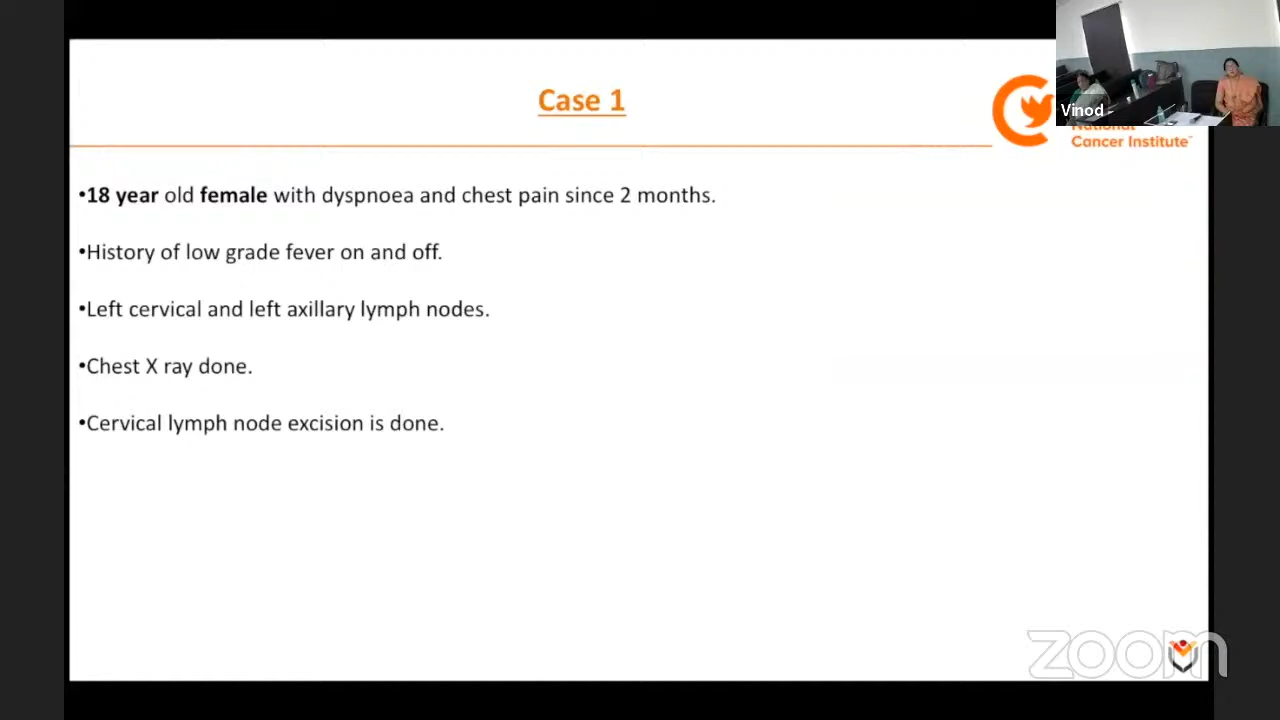 Case 1
Vinod -
National
Cancer Institute
•18 year old female with dyspnoea and chest pain since 2 months.
•History of low grade fever on and off.
•Left cervical and left axillary lymph nodes.
•Chest X ray done.
•Cervical lymph node excision is done.
zoom